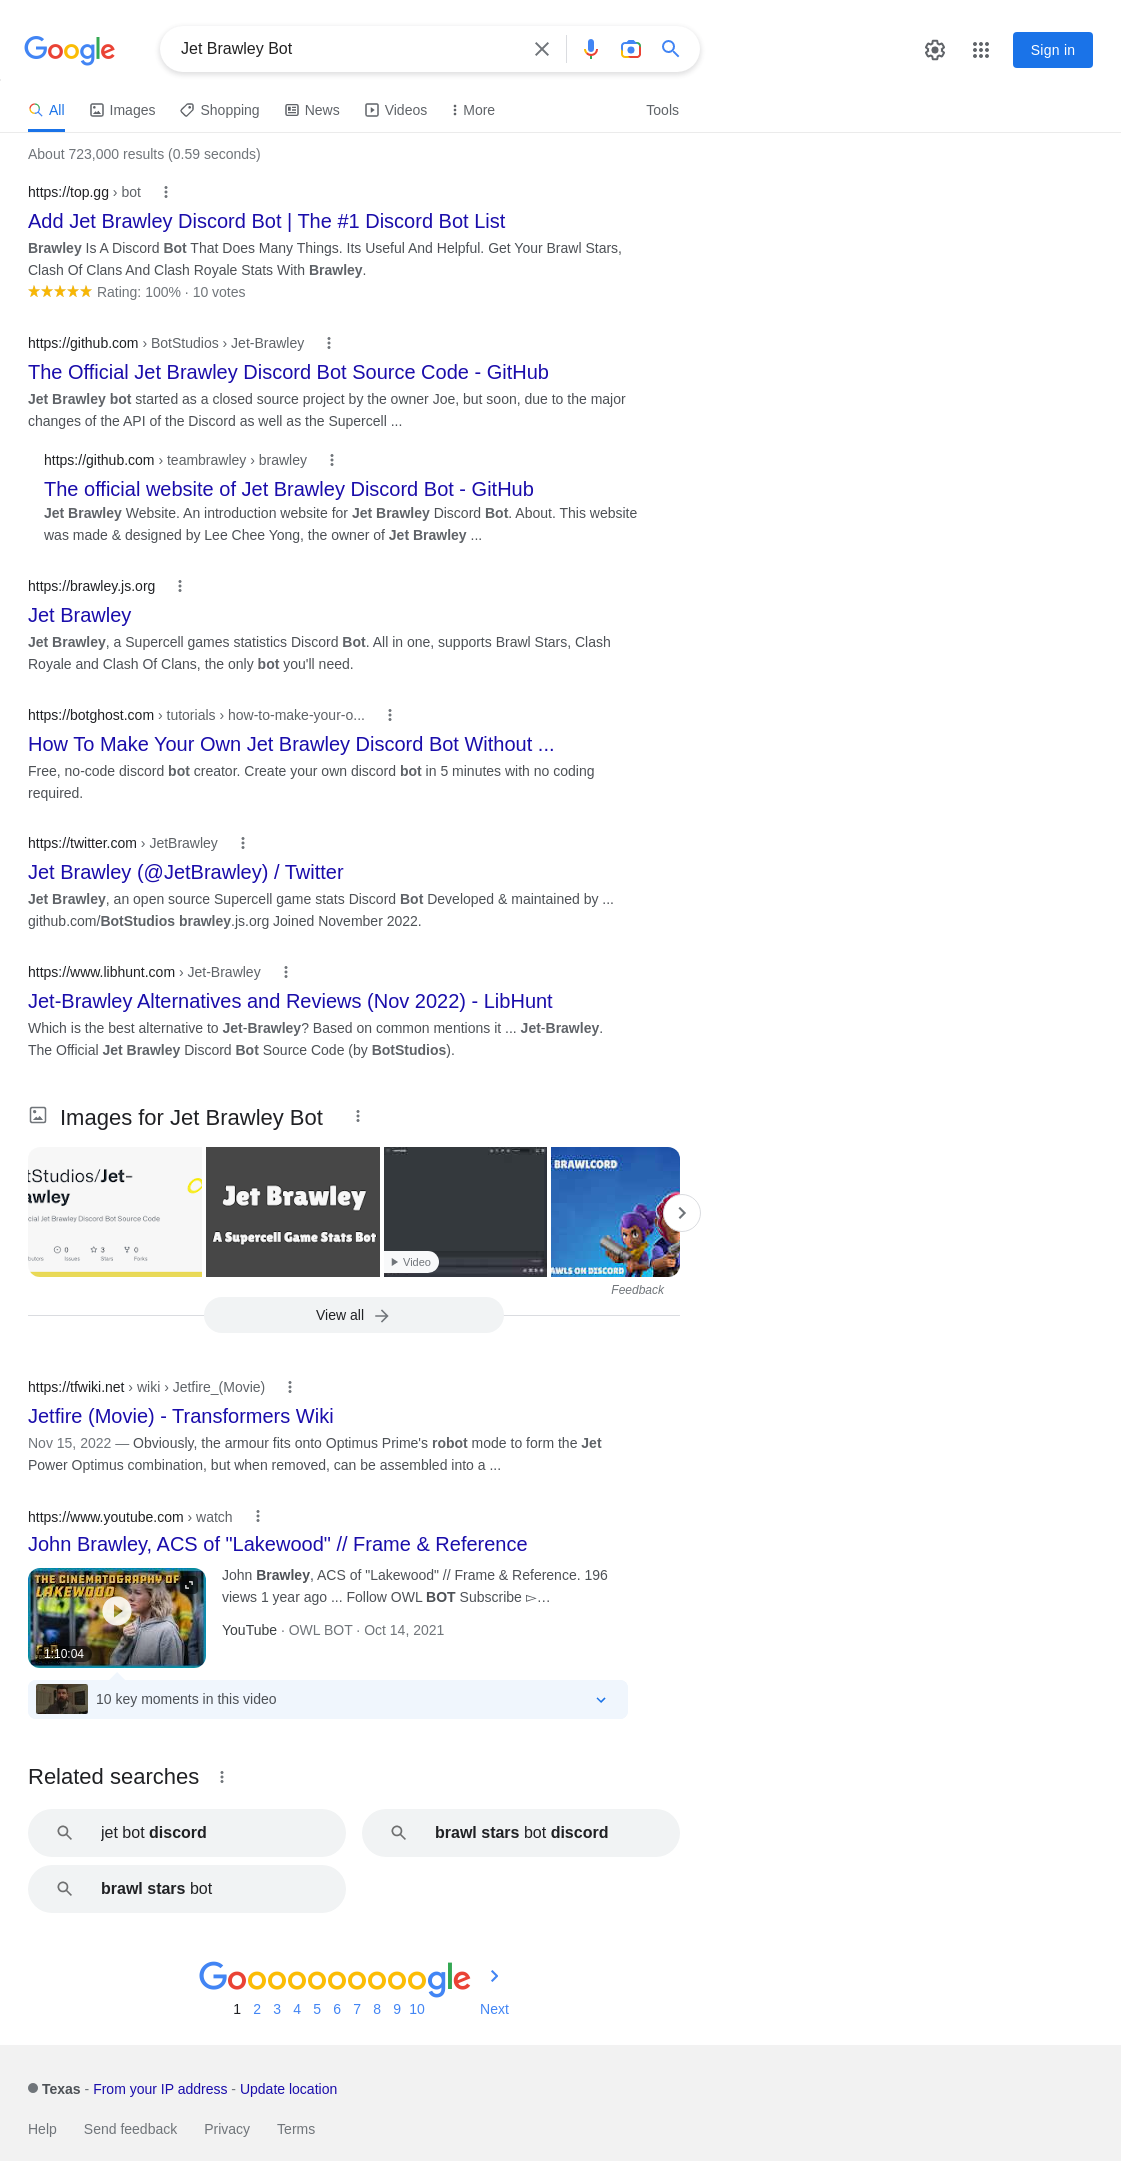 Google
Jet Brawley Bot
Sign in
All
Images
Shopping
News
Videos
More
Tools
About 723,000 results (0.59 seconds)
https://top.gg › bot
Add Jet Brawley Discord Bot | The #1 Discord Bot List
Brawley Is A Discord Bot That Does Many Things. Its Useful And Helpful. Get Your Brawl Stars,
Clash Of Clans And Clash Royale Stats With Brawley.
Rating: 100% · 10 votes
https://github.com › BotStudios › Jet-Brawley
The Official Jet Brawley Discord Bot Source Code - GitHub
Jet Brawley bot started as a closed source project by the owner Joe, but soon, due to the major
changes of the API of the Discord as well as the Supercell ...
https://github.com › teambrawley › brawley
The official website of Jet Brawley Discord Bot - GitHub
Jet Brawley Website. An introduction website for Jet Brawley Discord Bot. About. This website
was made & designed by Lee Chee Yong, the owner of Jet Brawley ...
https://brawley.js.org
Jet Brawley
Jet Brawley, a Supercell games statistics Discord Bot. All in one, supports Brawl Stars, Clash
Royale and Clash Of Clans, the only bot you'll need.
https://botghost.com › tutorials › how-to-make-your-o...
How To Make Your Own Jet Brawley Discord Bot Without ...
Free, no-code discord bot creator. Create your own discord bot in 5 minutes with no coding
required.
https://twitter.com › JetBrawley
Jet Brawley (@JetBrawley) / Twitter
Jet Brawley, an open source Supercell game stats Discord Bot Developed & maintained by ...
github.com/BotStudios brawley.js.org Joined November 2022.
https://www.libhunt.com › Jet-Brawley
Jet-Brawley Alternatives and Reviews (Nov 2022) - LibHunt
Which is the best alternative to Jet-Brawley? Based on common mentions it ... Jet-Brawley.
The Official Jet Brawley Discord Bot Source Code (by BotStudios).
Images for Jet Brawley Bot
tStudios/Jet-
awley
cial Jet Brawley Discord Bot Source Code
0
3
0
butors
Issues
Stars
Forks
Jet Brawley
A Supercell Game Stats Bot
Video
BRAWLCORD
AWLS ON DISCORD
Feedback
View all
https://tfwiki.net › wiki › Jetfire_(Movie)
Jetfire (Movie) - Transformers Wiki
Nov 15, 2022 — Obviously, the armour fits onto Optimus Prime's robot mode to form the Jet
Power Optimus combination, but when removed, can be assembled into a ...
https://www.youtube.com › watch
John Brawley, ACS of "Lakewood" // Frame & Reference
THE CINEMATOGRAPHY OF
LAKEWOOD
1:10:04
John Brawley, ACS of "Lakewood" // Frame & Reference. 196
views 1 year ago ... Follow OWL BOT Subscribe ▻…
YouTube · OWL BOT · Oct 14, 2021
10 key moments in this video
Related searches
jet bot discord
brawl stars bot discord
brawl stars bot
Goooooooooogle
1 2 3 4 5 6 7 8 9 10 Next
Texas - From your IP address - Update location
Help
Send feedback
Privacy
Terms